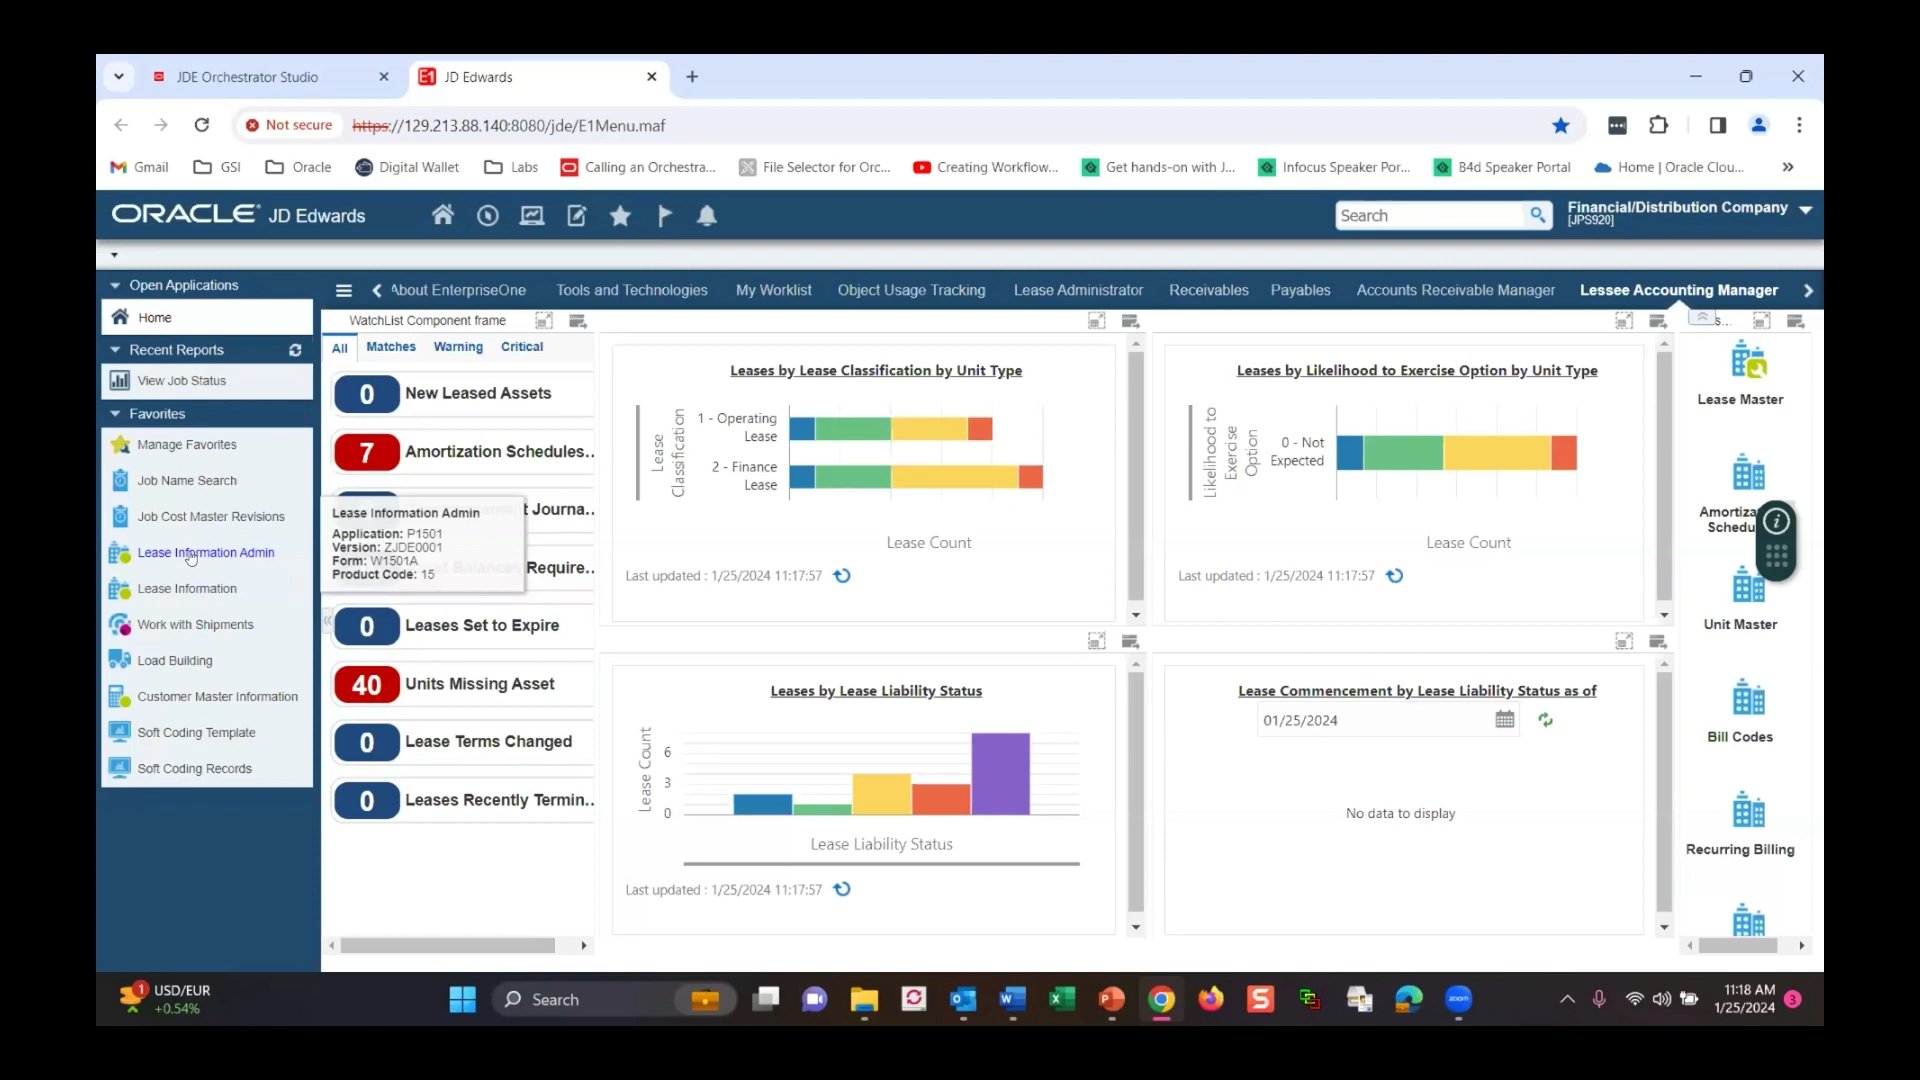 JDE Orchestrator Studio
E1 JD Edwards
Not secure https://129.213.88.140:8080/jde/E1Menu.maf
Gmail GSI Oracle Digital Wallet Labs Calling an Orchestra... File Selector for Orc... Creating Workflow... Get hands-on with J... Infocus Speaker Por... B4d Speaker Portal Home | Oracle Clou... »
ORACLE JD Edwards
Search
Financial/Distribution Company
[JPS920]
Open Applications
Home
Recent Reports
View Job Status
Favorites
Manage Favorites
Job Name Search
Job Cost Master Revisions
Lease Information Admin
Lease Information
Work with Shipments
Load Building
Customer Master Information
Soft Coding Template
Soft Coding Records
About EnterpriseOne Tools and Technologies My Worklist Object Usage Tracking Lease Administrator Receivables Payables Accounts Receivable Manager Lessee Accounting Manager
WatchList Component frame
All Matches Warning Critical
0 New Leased Assets
7 Amortization Schedules..
t Journa..
Balances Require..
0 Leases Set to Expire
40 Units Missing Asset
0 Lease Terms Changed
0 Leases Recently Termin..
Lease Information Admin
Application: P1501
Version: ZJDE0001
Form: W1501A
Product Code: 15
Leases by Lease Classification by Unit Type
Lease
Classification
1 - Operating
Lease
2 - Finance
Lease
Lease Count
Last updated : 1/25/2024 11:17:57
Leases by Likelihood to Exercise Option by Unit Type
Likelihood to
Exercise
Option
0 - Not
Expected
Lease Count
Last updated : 1/25/2024 11:17:57
Leases by Lease Liability Status
Lease Count
6
3
0
Lease Liability Status
Last updated : 1/25/2024 11:17:57
Lease Commencement by Lease Liability Status as of
01/25/2024
No data to display
s...
Lease Master
Amortiza
Schedu
Unit Master
Bill Codes
Recurring Billing
1
USD/EUR
+0.54%
Search
zoom
11:18 AM
1/25/2024
3